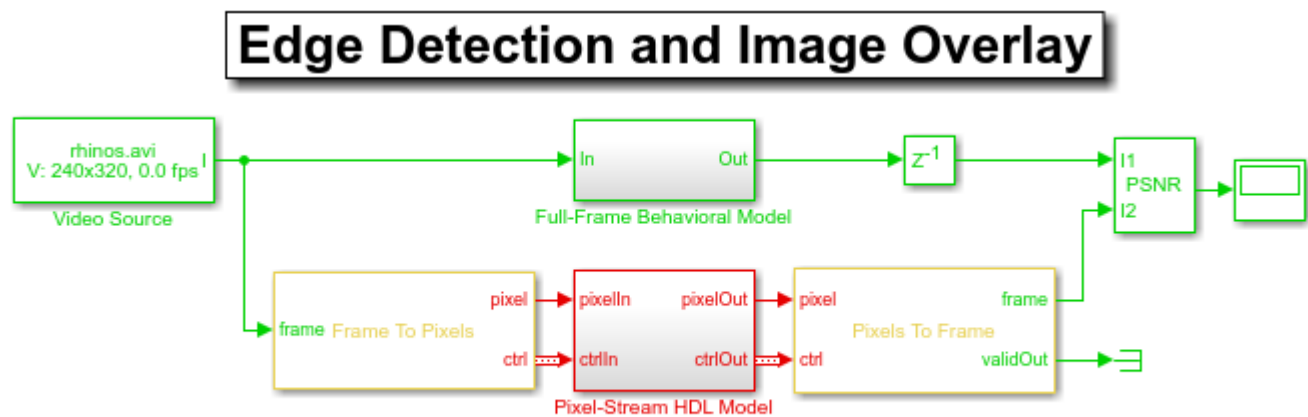 Edge Detection and Image Overlay
rhinos.avi
V: 240x320, 0.0 fps
I
Video Source
In
Out
Full-Frame Behavioral Model
Z-1
I1
PSNR
I2
frame
Frame To Pixels
pixel
ctrl
pixelIn
pixelOut
ctrlIn
ctrlOut
Pixel-Stream HDL Model
pixel
ctrl
Pixels To Frame
frame
validOut